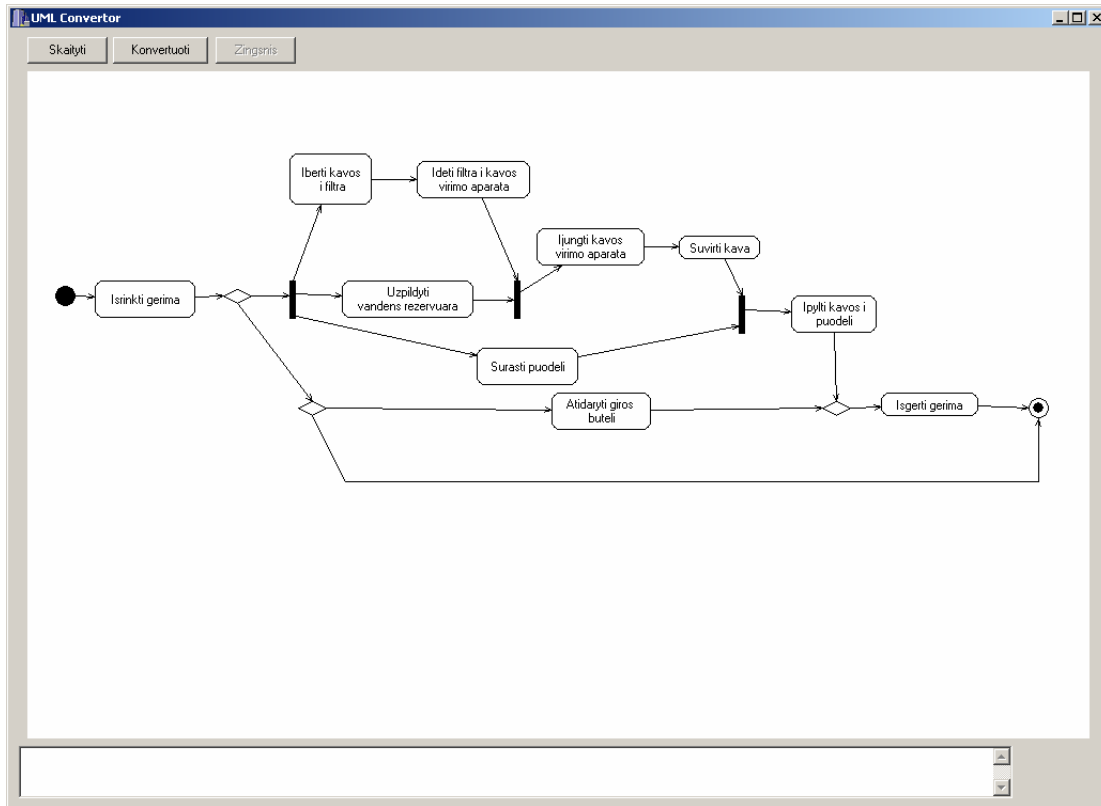 UML Convertor
Skaityti
Konvertuoti
Zingsnis
Iberti kavos
i filtra
Ideti filtra i kavos
virimo aparata
Ijungti kavos
virimo aparata
Suvirti kava
Isrinkti gerima
Uzpildyti
vandens rezervuara
Ipylti kavos i
puodeli
Surasti puodeli
Atidaryti giros
buteli
Isgerti gerima